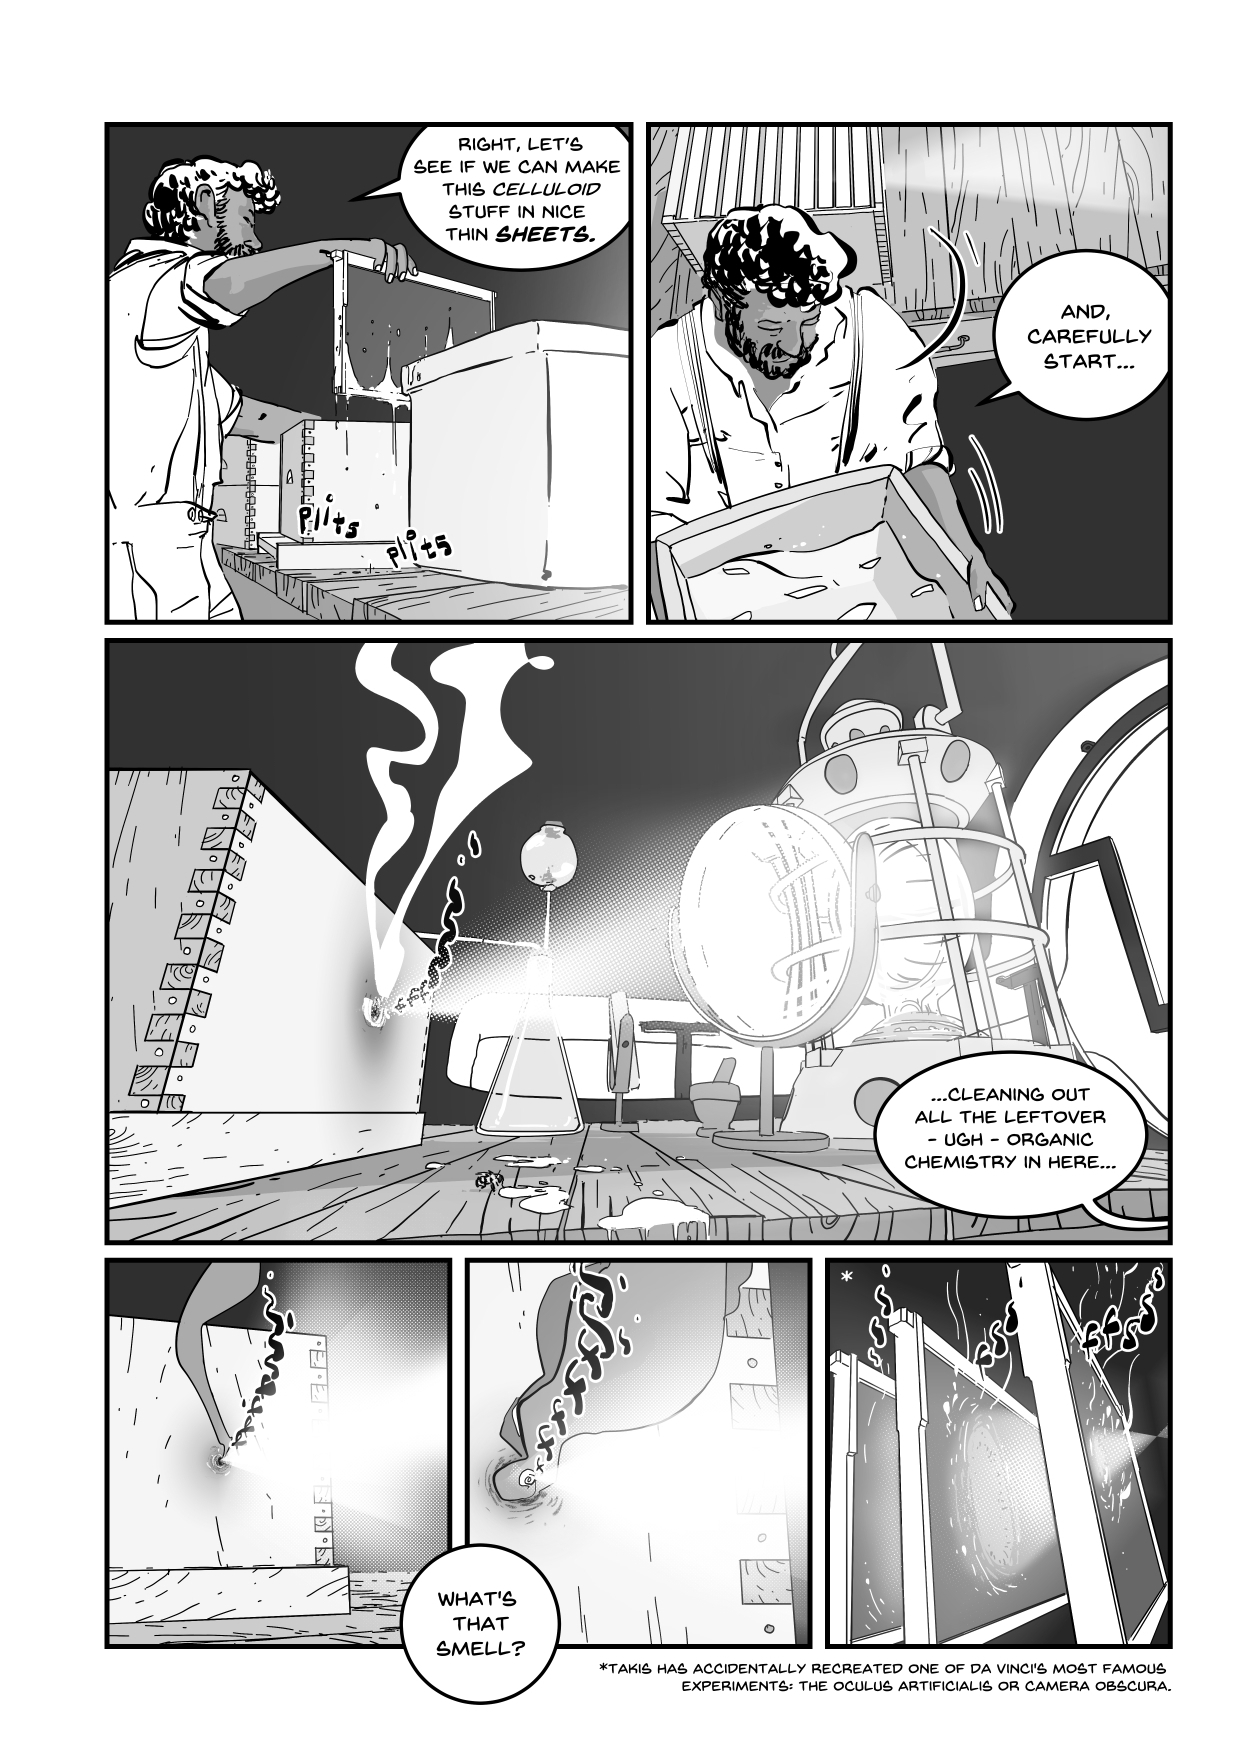 RIGHT, LET'S
SEE IF WE CAN MAKE
THIS CELLULOID
STUFF IN NICE
THIN SHEETS.
plits
plits
AND,
CAREFULLY
START...
...CLEANING OUT
ALL THE LEFTOVER
- UGH - ORGANIC
CHEMISTRY IN HERE...
WHAT'S
THAT
SMELL?
*
*TAKIS HAS ACCIDENTALLY RECREATED ONE OF DA VINCI'S MOST FAMOUS
EXPERIMENTS: THE OCULUS ARTIFICIALIS OR CAMERA OBSCURA.